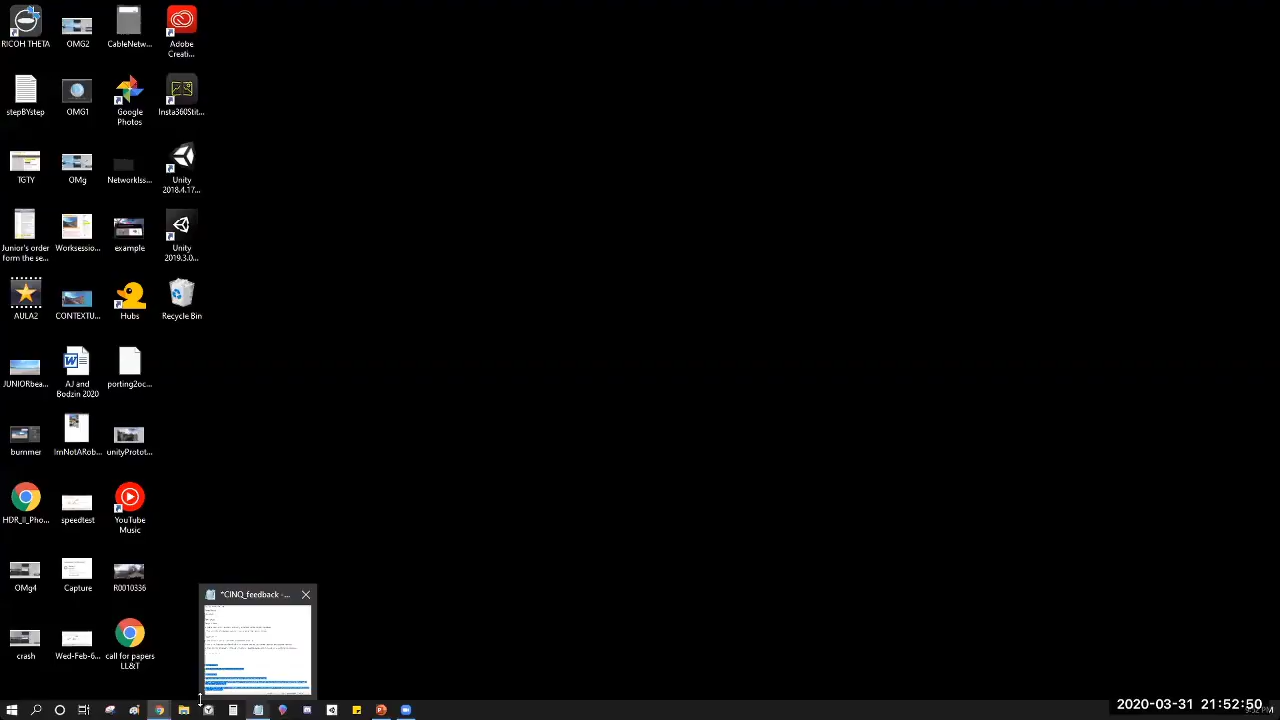 RICOH THETA
OMG2
CableNetw...
Adobe
Creati...
stepBYstep
OMG1
Google
Photos
Insta360Stit...
TGTY
OMg
NetworkIss...
Unity
2018.4.17...
Junior's order
form the se...
Worksessio...
example
Unity
2019.3.0...
AULA2
CONTEXTU...
Hubs
Recycle Bin
JUNIORbea...
AJ and
Bodzin 2020
porting2oc...
bummer
ImNotARob...
unityProtot...
HDR_II_Pho...
speedtest
YouTube
Music
OMg4
Capture
R0010336
trash
Wed-Feb-6...
call for papers
LL&T
*CINQ_feedback -...
2020-03-31 21:52:50